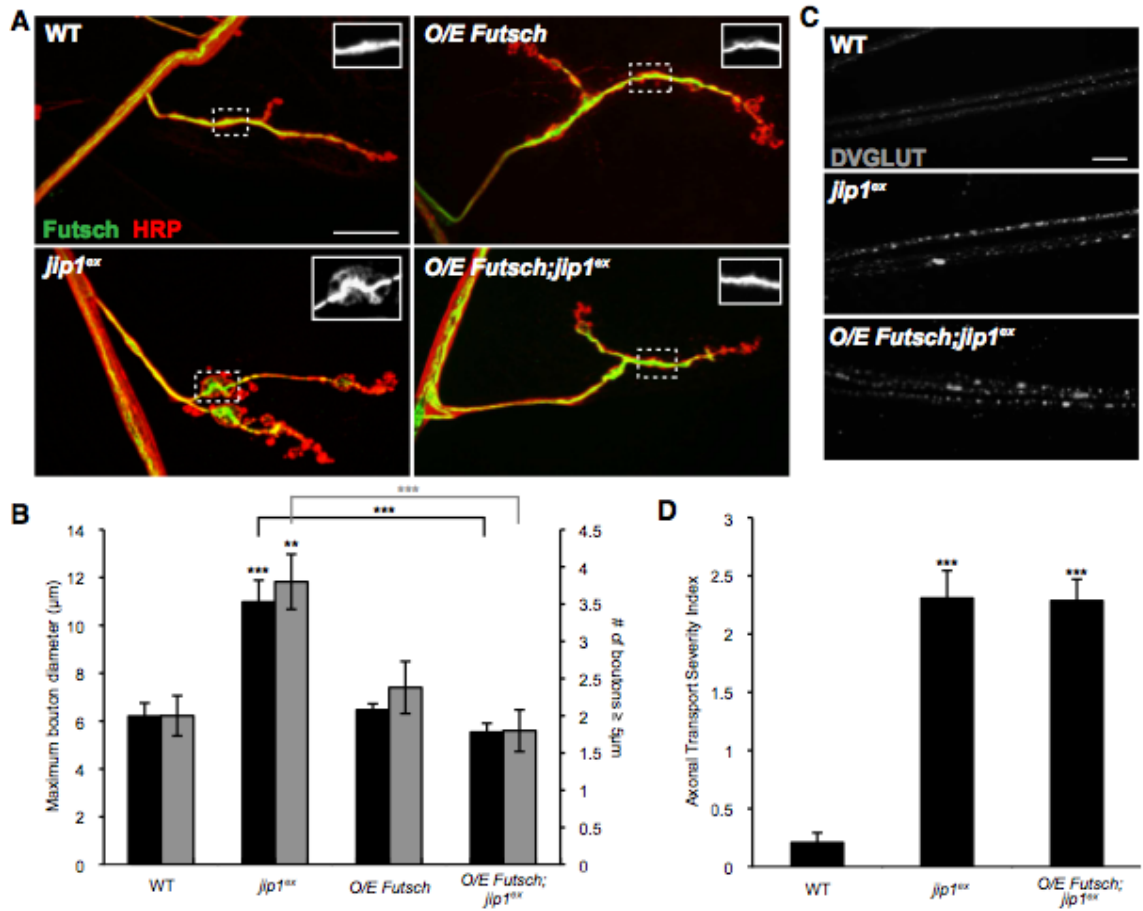 A
WT
Futsch HRP
O/E Futsch
jip1ex
O/E Futsch;jip1ex
C
WT
DVGLUT
jip1ex
O/E Futsch;jip1ex
B
***
***
14
12
10
8
6
4
2
0
Maximum bouton diameter (µm)
***
**
4.5
4
3.5
3
2.5
2
1.5
1
0.5
0
# of boutons ≥ 5µm
WT
jip1ex
O/E Futsch
O/E Futsch;
jip1ex
D
3
2.5
2
1.5
1
0.5
0
Axonal Transport Severity Index
***
***
WT
jip1ex
O/E Futsch;
jip1ex